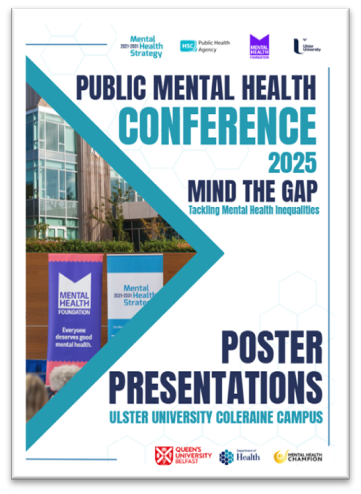 Mental
2021-2031 Health
Strategy
HSC Public Health
Agency
MENTAL
HEALTH
FOUNDATION
Ulster
University
PUBLIC MENTAL HEALTH
CONFERENCE
2025
MIND THE GAP
Tackling Mental Health Inequalities
MENTAL
HEALTH
FOUNDATION
Everyone
deserves good
mental health.
Mental
2021-2031 Health
Strategy
POSTER
PRESENTATIONS
ULSTER UNIVERSITY COLERAINE CAMPUS
QUEEN'S
UNIVERSITY
BELFAST
Department of
Health
MENTAL HEALTH
CHAMPION